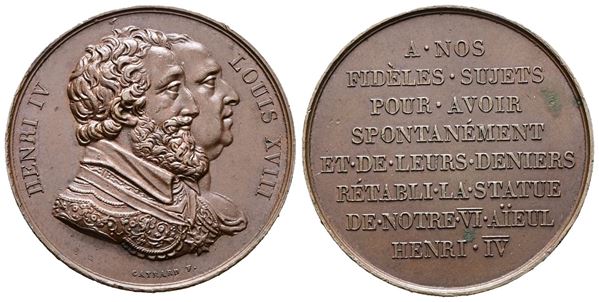 HENRI IV
LOUIS XVIII
GAYRARD F.
A·NOS
FIDÈLES·SUJETS
POUR·AVOIR
SPONTANÉMENT
ET·DE·LEURS·DENIERS
RÉTABLI·LA·STATUE
DE·NOTRE·VI·AÏEUL
HENRI·IV